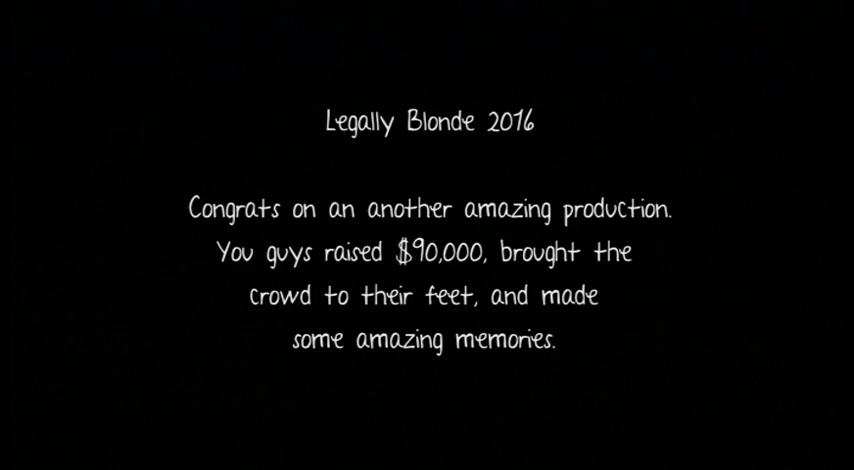 Legally Blonde 2016
Congrats on an another amazing production.
You guys raised $90,000, brought the
crowd to their feet, and made
some amazing memories.